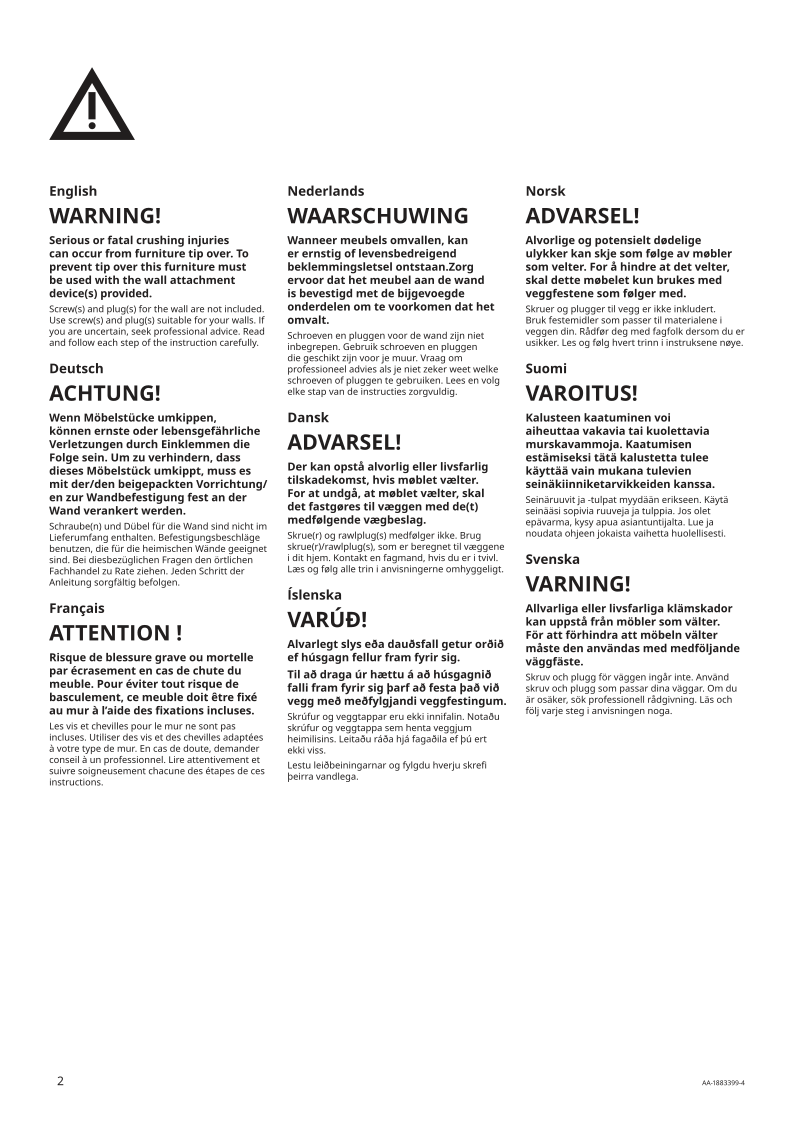 English
WARNING!
Serious or fatal crushing injuries
can occur from furniture tip over. To
prevent tip over this furniture must
be used with the wall attachment
device(s) provided.
Screw(s) and plug(s) for the wall are not included.
Use screw(s) and plug(s) suitable for your walls. If
you are uncertain, seek professional advice. Read
and follow each step of the instruction carefully.
Deutsch
ACHTUNG!
Wenn Möbelstücke umkippen,
können ernste oder lebensgefährliche
Verletzungen durch Einklemmen die
Folge sein. Um zu verhindern, dass
dieses Möbelstück umkippt, muss es
mit der/den beigepackten Vorrichtung/
en zur Wandbefestigung fest an der
Wand verankert werden.
Schraube(n) und Dübel für die Wand sind nicht im
Lieferumfang enthalten. Befestigungsbeschläge
benutzen, die für die heimischen Wände geeignet
sind. Bei diesbezüglichen Fragen den örtlichen
Fachhandel zu Rate ziehen. Jeden Schritt der
Anleitung sorgfältig befolgen.
Français
ATTENTION !
Risque de blessure grave ou mortelle
par écrasement en cas de chute du
meuble. Pour éviter tout risque de
basculement, ce meuble doit être fixé
au mur à l’aide des fixations incluses.
Les vis et chevilles pour le mur ne sont pas
incluses. Utiliser des vis et des chevilles adaptées
à votre type de mur. En cas de doute, demander
conseil à un professionnel. Lire attentivement et
suivre soigneusement chacune des étapes de ces
instructions.
Nederlands
WAARSCHUWING
Wanneer meubels omvallen, kan
er ernstig of levensbedreigend
beklemmingsletsel ontstaan.Zorg
ervoor dat het meubel aan de wand
is bevestigd met de bijgevoegde
onderdelen om te voorkomen dat het
omvalt.
Schroeven en pluggen voor de wand zijn niet
inbegrepen. Gebruik schroeven en pluggen
die geschikt zijn voor je muur. Vraag om
professioneel advies als je niet zeker weet welke
schroeven of pluggen te gebruiken. Lees en volg
elke stap van de instructies zorgvuldig.
Dansk
ADVARSEL!
Der kan opstå alvorlig eller livsfarlig
tilskadekomst, hvis møblet vælter.
For at undgå, at møblet vælter, skal
det fastgøres til væggen med de(t)
medfølgende vægbeslag.
Skrue(r) og rawlplug(s) medfølger ikke. Brug
skrue(r)/rawlplug(s), som er beregnet til væggene
i dit hjem. Kontakt en fagmand, hvis du er i tvivl.
Læs og følg alle trin i anvisningerne omhyggeligt.
Íslenska
VARÚÐ!
Alvarlegt slys eða dauðsfall getur orðið
ef húsgagn fellur fram fyrir sig.
Til að draga úr hættu á að húsgagnið
falli fram fyrir sig þarf að festa það við
vegg með meðfylgjandi veggfestingum.
Skrúfur og veggtappar eru ekki innifalin. Notaðu
skrúfur og veggtappa sem henta veggjum
heimilisins. Leitaðu ráða hjá fagaðila ef þú ert
ekki viss.
Lestu leiðbeiningarnar og fylgdu hverju skrefi
þeirra vandlega.
Norsk
ADVARSEL!
Alvorlige og potensielt dødelige
ulykker kan skje som følge av møbler
som velter. For å hindre at det velter,
skal dette møbelet kun brukes med
veggfestene som følger med.
Skruer og plugger til vegg er ikke inkludert.
Bruk festemidler som passer til materialene i
veggen din. Rådfør deg med fagfolk dersom du er
usikker. Les og følg hvert trinn i instruksene nøye.
Suomi
VAROITUS!
Kalusteen kaatuminen voi
aiheuttaa vakavia tai kuolettavia
murskavammoja. Kaatumisen
estämiseksi tätä kalustetta tulee
käyttää vain mukana tulevien
seinäkiinniketarvikkeiden kanssa.
Seinäruuvit ja -tulpat myydään erikseen. Käytä
seinääsi sopivia ruuveja ja tulppia. Jos olet
epävarma, kysy apua asiantuntijalta. Lue ja
noudata ohjeen jokaista vaihetta huolellisesti.
Svenska
VARNING!
Allvarliga eller livsfarliga klämskador
kan uppstå från möbler som välter.
För att förhindra att möbeln välter
måste den användas med medföljande
väggfäste.
Skruv och plugg för väggen ingår inte. Använd
skruv och plugg som passar dina väggar. Om du
är osäker, sök professionell rådgivning. Läs och
följ varje steg i anvisningen noga.
2
AA-1883399-4